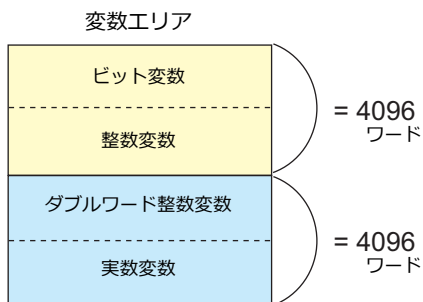 変数エリア
ビット変数
整数変数
= 4096
ワード
ダブルワード整数変数
実数変数
= 4096
ワード